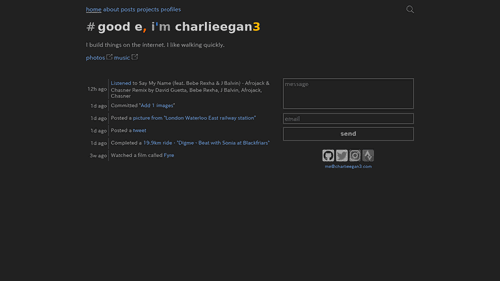 home about posts projects profiles
# good e, i'm charlieegan3
I build things on the internet. I like walking quickly.
photos music
12h ago Listened to Say My Name (feat. Bebe Rexha & J Balvin) - Afrojack &
Chasner Remix by David Guetta, Bebe Rexha, J Balvin, Afrojack,
Chasner
1d ago Committed "Add 1 images"
1d ago Posted a picture from "London Waterloo East railway station"
1d ago Posted a tweet
1d ago Completed a 19.9km ride - "Digme - Beat with Sonia at Blackfriars"
3w ago Watched a film called Fyre
message
email
send
me@charlieegan3.com